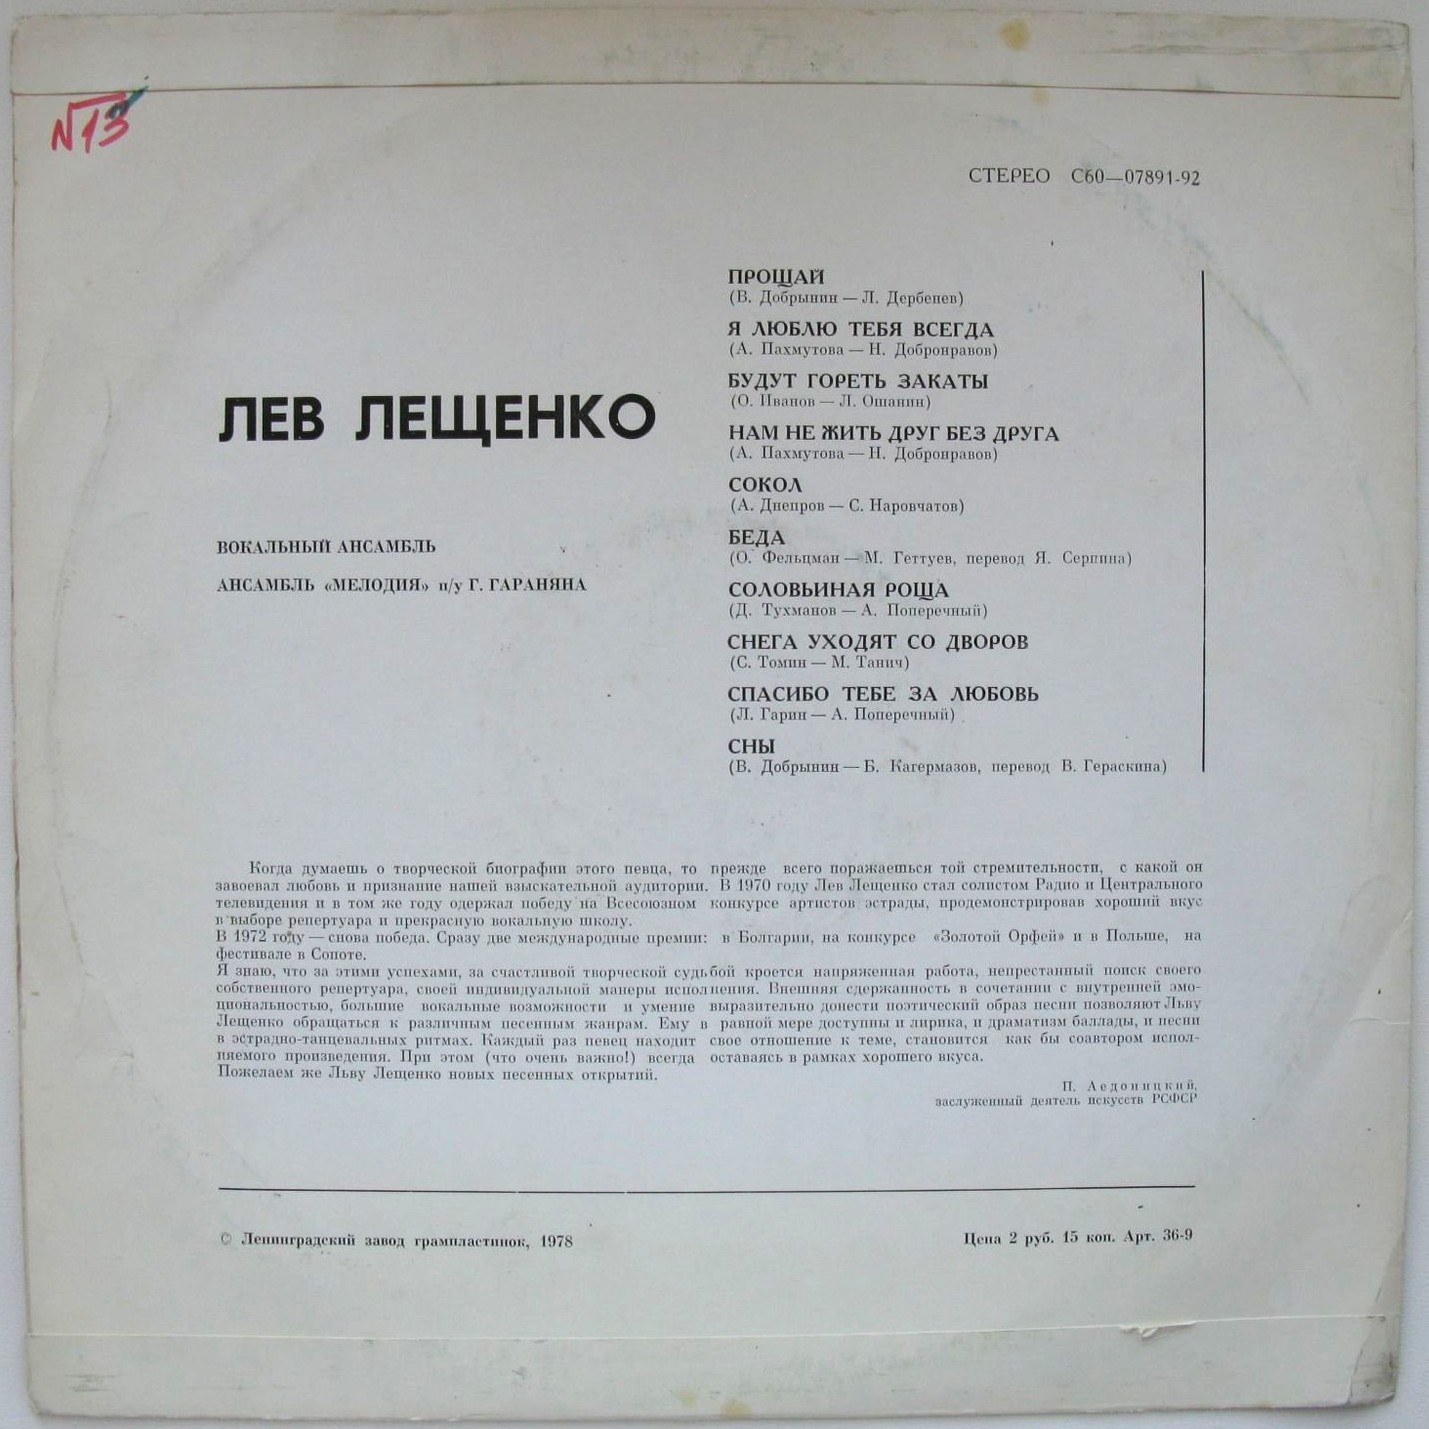 №13
СТЕРЕО С60—07891-92
ЛЕВ ЛЕЩЕНКО
ВОКАЛЬНЫЙ АНСАМБЛЬ
АНСАМБЛЬ «МЕЛОДИЯ» п/у Г. ГАРАНЯНА
ПРОЩАЙ
(В. Добрынин — Л. Дербенев)
Я ЛЮБЛЮ ТЕБЯ ВСЕГДА
(А. Пахмутова — Н. Добронравов)
БУДУТ ГОРЕТЬ ЗАКАТЫ
(О. Иванов — Л. Ошанин)
НАМ НЕ ЖИТЬ ДРУГ БЕЗ ДРУГА
(А. Пахмутова — Н. Добронравов)
СОКОЛ
(А. Днепров — С. Наровчатов)
БЕДА
(О. Фельцман — М. Геттуев, перевод Я. Серпина)
СОЛОВЬИНАЯ РОЩА
(Д. Тухманов — А. Поперечный)
СНЕГА УХОДЯТ СО ДВОРОВ
(С. Томин — М. Танич)
СПАСИБО ТЕБЕ ЗА ЛЮБОВЬ
(Л. Гарин — А. Поперечный)
СНЫ
(В. Добрынин — Б. Кагермазов, перевод В. Гераскина)
Когда думаешь о творческой биографии этого певца, то прежде всего поражаешься той стремительности, с какой он
завоевал любовь и признание нашей взыскательной аудитории. В 1970 году Лев Лещенко стал солистом Радио и Центрального
телевидения и в том же году одержал победу на Всесоюзном конкурсе артистов эстрады, продемонстрировав хороший вкус
в выборе репертуара и прекрасную вокальную школу.
В 1972 году — снова победа. Сразу две международные премии: в Болгарии, на конкурсе «Золотой Орфей» и в Польше, на
фестивале в Сопоте.
Я знаю, что за этими успехами, за счастливой творческой судьбой кроется напряженная работа, непрестанный поиск своего
собственного репертуара, своей индивидуальной манеры исполнения. Внешняя сдержанность в сочетании с внутренней эмо-
циональностью, большие вокальные возможности и умение выразительно донести поэтический образ песни позволяют Льву
Лещенко обращаться к различным песенным жанрам. Ему в равной мере доступны и лирика, и драматизм баллады, и песни
в эстрадно-танцевальных ритмах. Каждый раз певец находит свое отношение к теме, становится как бы соавтором испол-
няемого произведения. При этом (что очень важно!) всегда оставаясь в рамках хорошего вкуса.
Пожелаем же Льву Лещенко новых песенных открытий.
П. Аедоницкий,
заслуженный деятель искусств РСФСР
© Ленинградский завод грампластинок, 1978
Цена 2 руб. 15 коп. Арт. 36-9